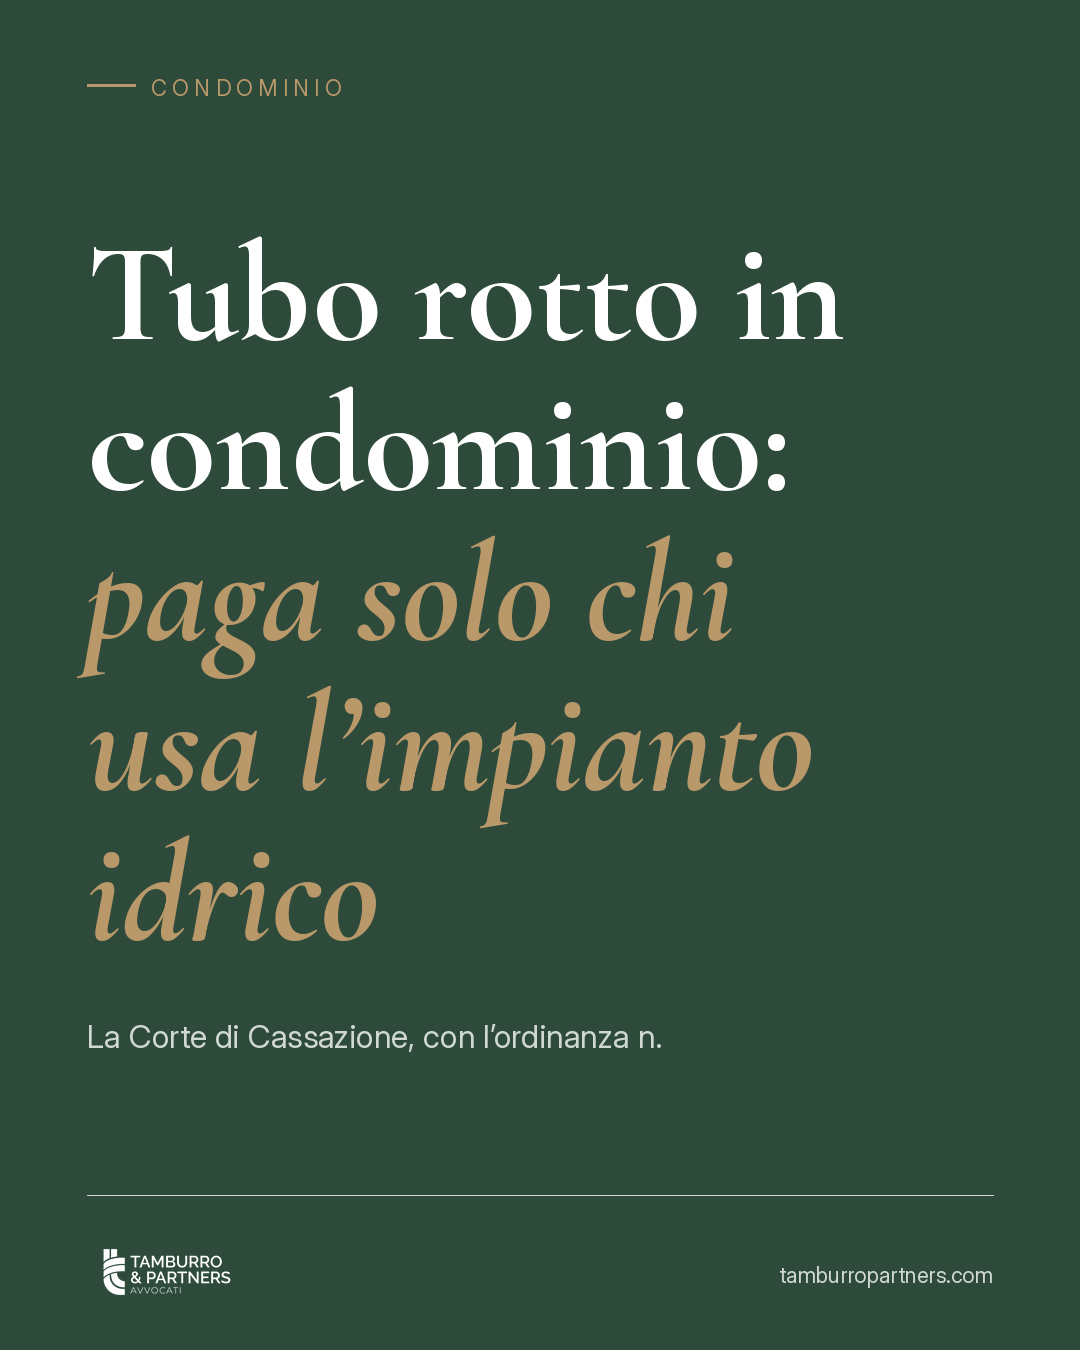 CONDOMINIO
Tubo rotto in
condominio:
paga solo chi
usa l’impianto
idrico
La Corte di Cassazione, con l’ordinanza n.
TAMBURRO
& PARTNERS
AVVOCATI
tamburropartners.com